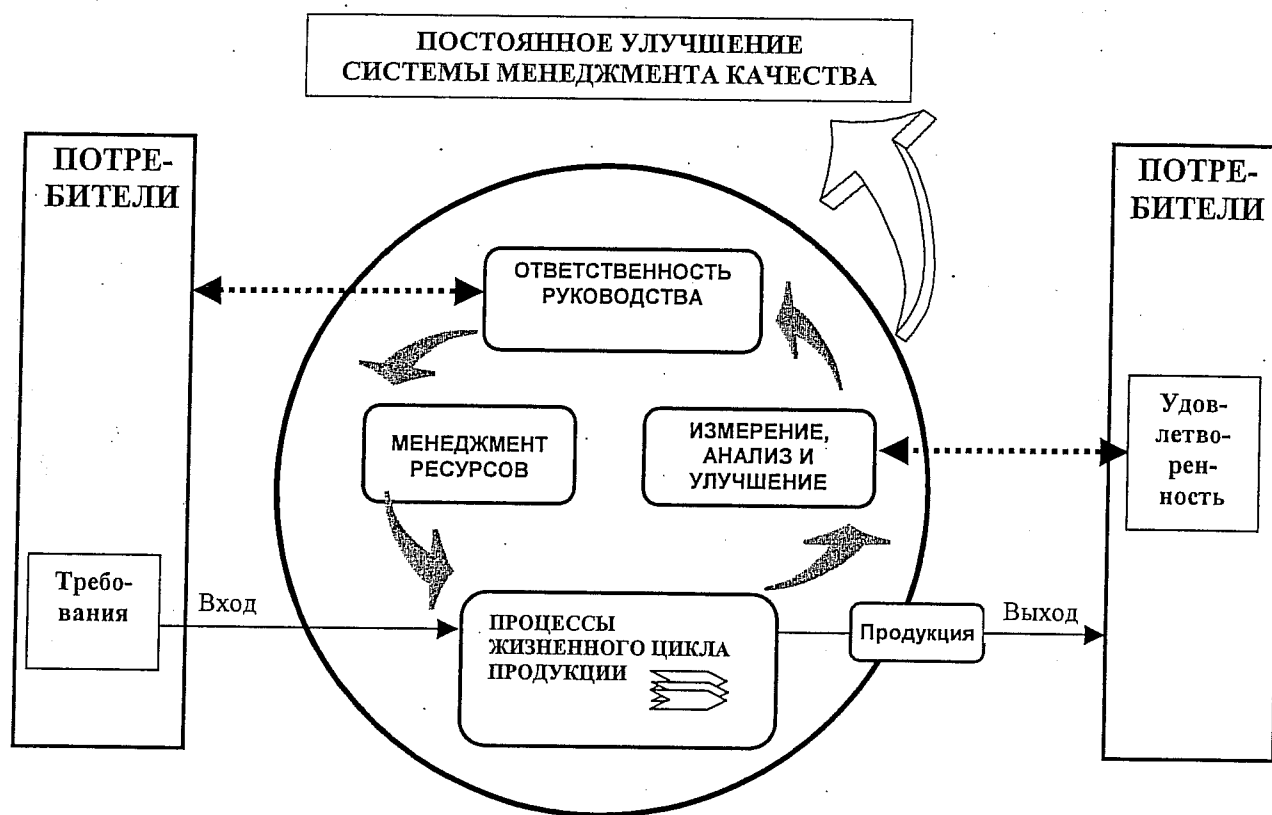 ПОСТОЯННОЕ УЛУЧШЕНИЕ
СИСТЕМЫ МЕНЕДЖМЕНТА КАЧЕСТВА
ПОТРЕ-
БИТЕЛИ
ПОТРЕ-
БИТЕЛИ
ОТВЕТСТВЕННОСТЬ
РУКОВОДСТВА
МЕНЕДЖМЕНТ
РЕСУРСОВ
ИЗМЕРЕНИЕ,
АНАЛИЗ И
УЛУЧШЕНИЕ
Удов-
летво-
рен-
ность
Требо-
вания
Вход
ПРОЦЕССЫ
ЖИЗНЕННОГО ЦИКЛА
ПРОДУКЦИИ
Продукция
Выход